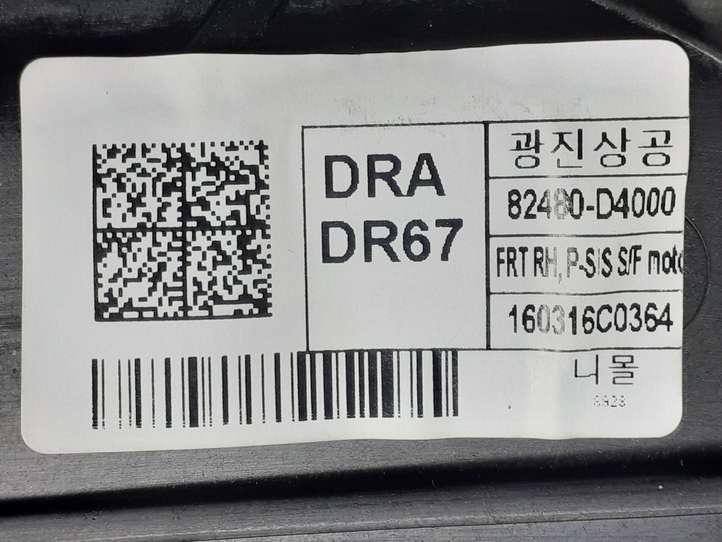 DRA
DR67
광진상공
82480-D4000
FRT RH, P-S/S S/F moto
160316C0364
니몰